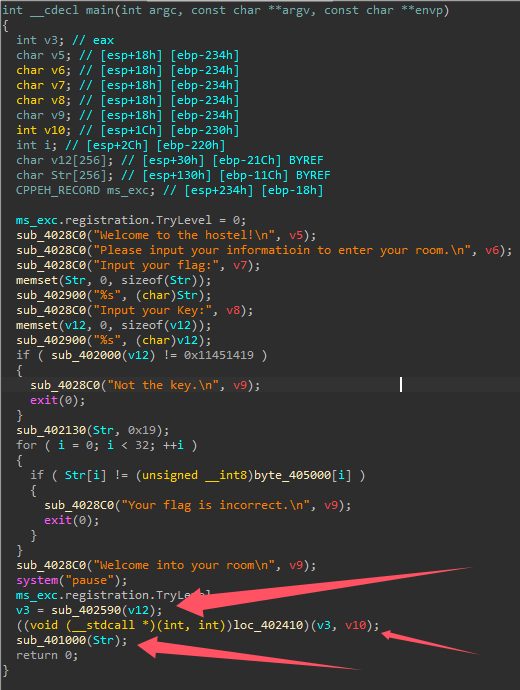 int __cdecl main(int argc, const char **argv, const char **envp)
{
int v3; // eax
char v5; // [esp+18h] [ebp-234h]
char v6; // [esp+18h] [ebp-234h]
char v7; // [esp+18h] [ebp-234h]
char v8; // [esp+18h] [ebp-234h]
char v9; // [esp+18h] [ebp-234h]
int v10; // [esp+1Ch] [ebp-230h]
int i; // [esp+2Ch] [ebp-220h]
char v12[256]; // [esp+30h] [ebp-21Ch] BYREF
char Str[256]; // [esp+130h] [ebp-11Ch] BYREF
CPPEH_RECORD ms_exc; // [esp+234h] [ebp-18h]
ms_exc.registration.TryLevel = 0;
sub_4028C0("Welcome to the hostel!\n", v5);
sub_4028C0("Please input your informatioin to enter your room.\n", v6);
sub_4028C0("Input your flag:", v7);
memset(Str, 0, sizeof(Str));
sub_402900("%s", (char)Str);
sub_4028C0("Input your Key:", v8);
memset(v12, 0, sizeof(v12));
sub_402900("%s", (char)v12);
if ( sub_402000(v12) != 0x11451419 )
{
sub_4028C0("Not the key.\n", v9);
exit(0);
}
sub_402130(Str, 0x19);
for ( i = 0; i < 32; ++i )
{
if ( Str[i] != (unsigned __int8)byte_405000[i] )
{
sub_4028C0("Your flag is incorrect.\n", v9);
exit(0);
}
}
sub_4028C0("Welcome into your room\n", v9);
system("pause");
ms_exc.registration.TryLevel
v3 = sub_402590(v12);
((void (__stdcall *)(int, int))loc_402410)(v3, v10);
sub_401000(Str);
return 0;
}